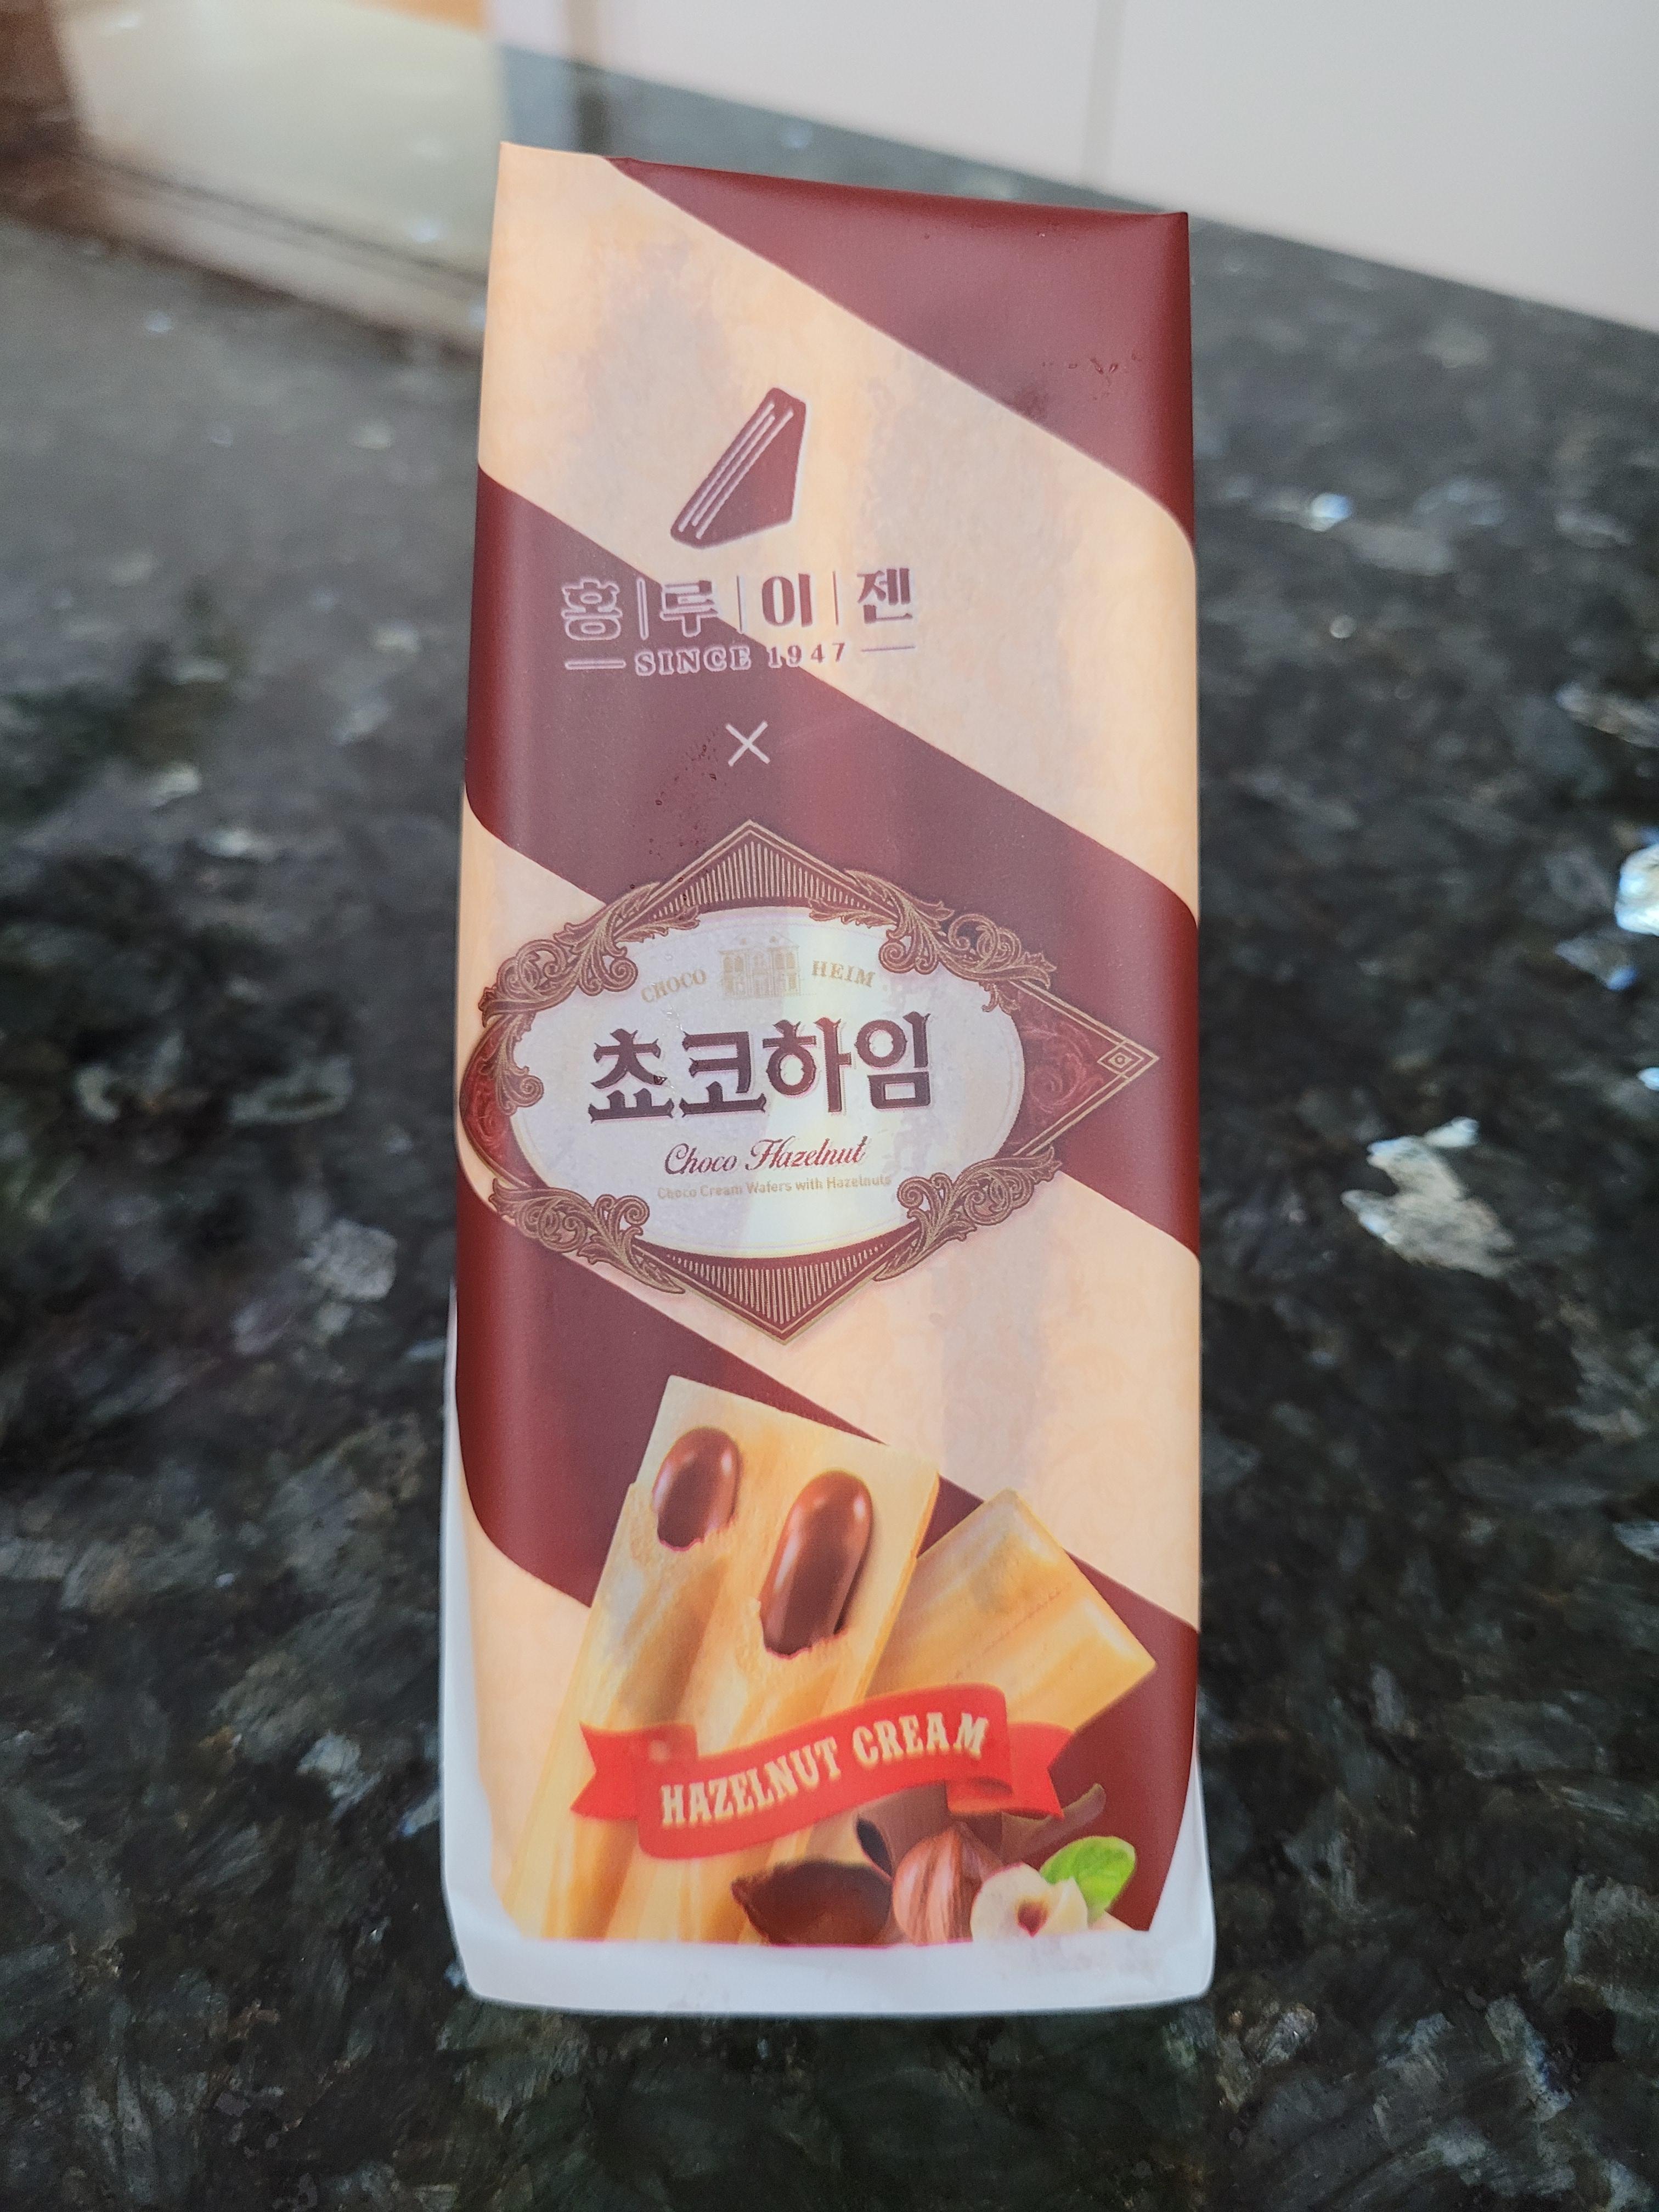 홍|루|이|젠
SINCE 1947
×
CHOCO HEIM
쵸코하임
Choco Hazelnut
Choco Cream Wafers with Hazelnuts
HAZELNUT CREAM